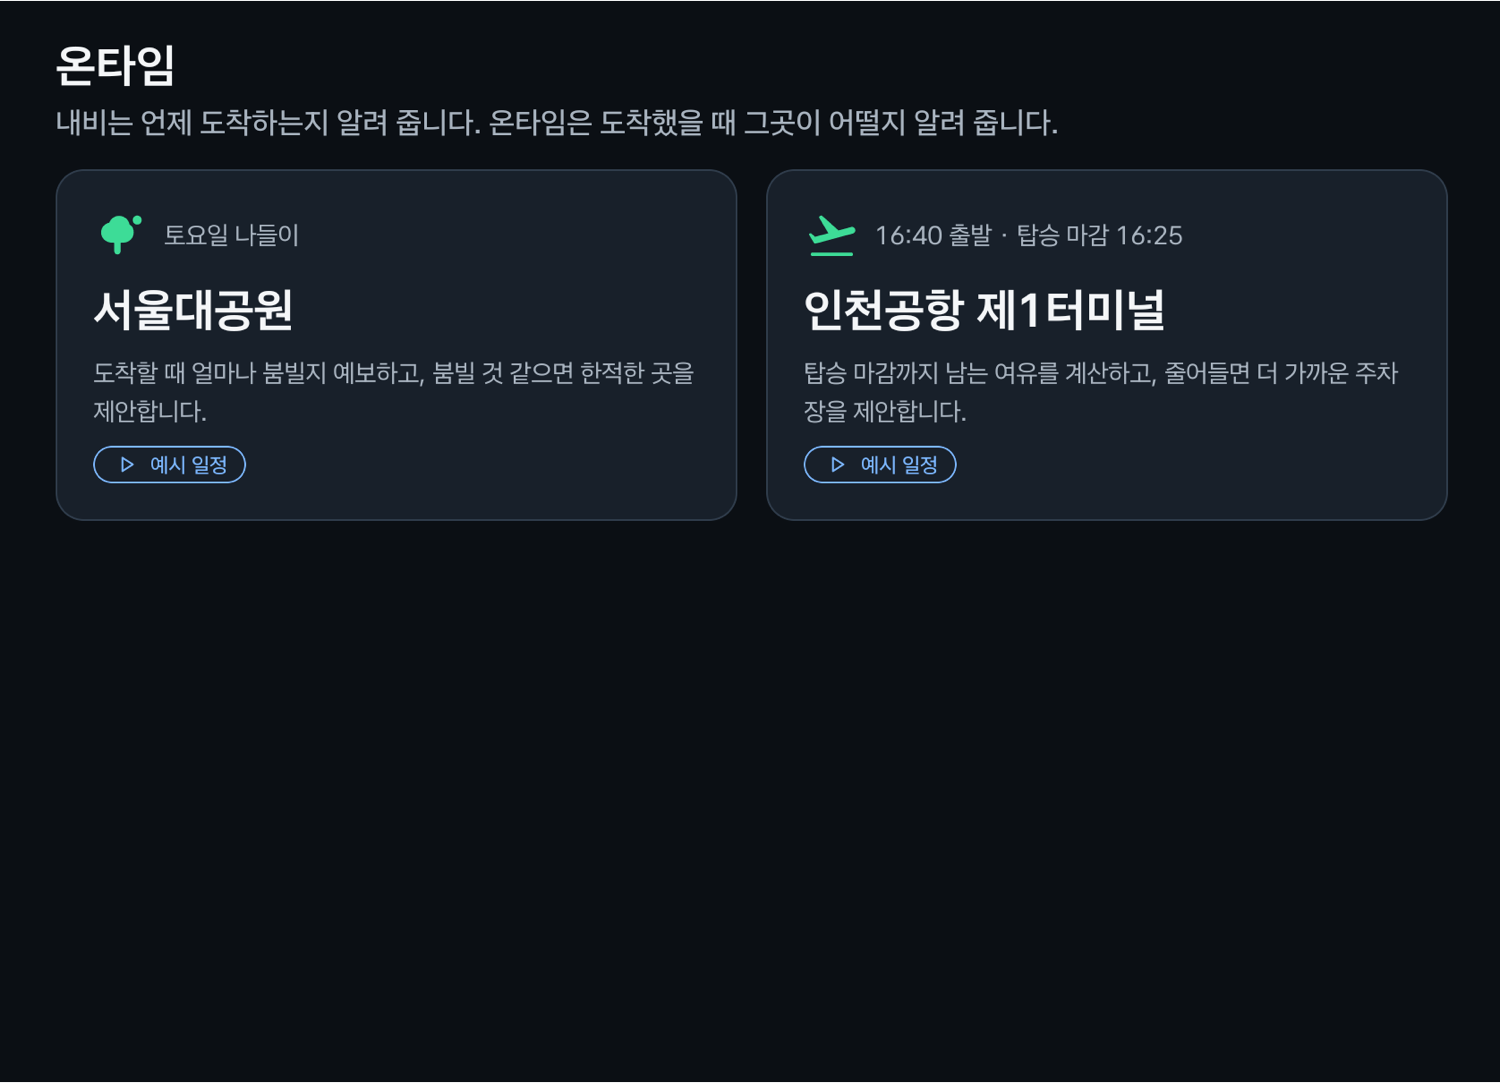 온타임
내비는 언제 도착하는지 알려 줍니다. 온타임은 도착했을 때 그곳이 어떨지 알려 줍니다.
토요일 나들이
서울대공원
도착할 때 얼마나 붐빌지 예보하고, 붐빌 것 같으면 한적한 곳을
제안합니다.
예시 일정
16:40 출발 · 탑승 마감 16:25
인천공항 제1터미널
탑승 마감까지 남는 여유를 계산하고, 줄어들면 더 가까운 주차
장을 제안합니다.
예시 일정